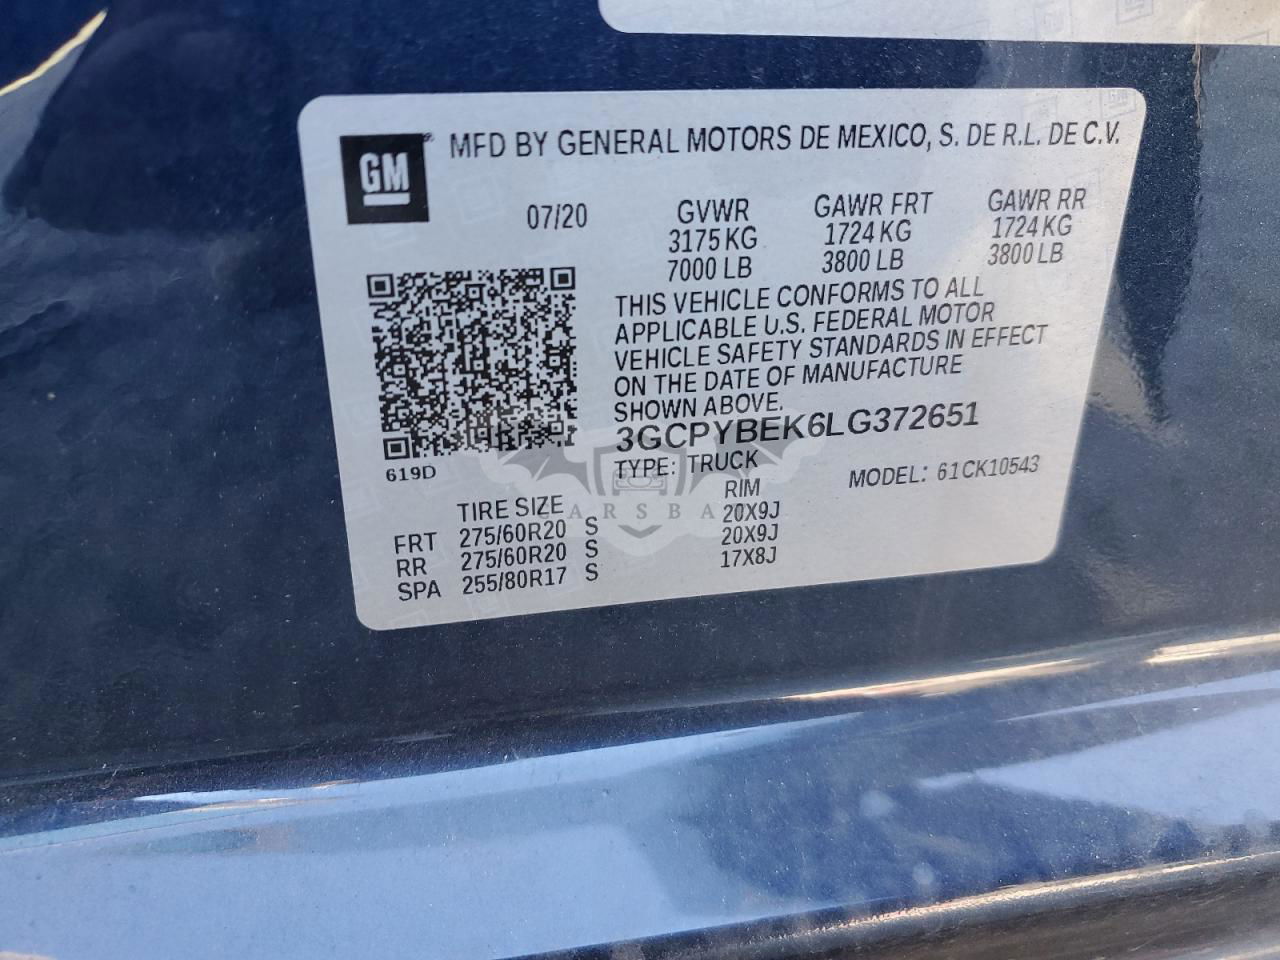 GM
MFD BY GENERAL MOTORS DE MEXICO, S. DE R.L. DE C.V.
07/20
GVWR GAWR FRT GAWR RR
3175 KG 1724 KG 1724 KG
7000 LB 3800 LB 3800 LB
THIS VEHICLE CONFORMS TO ALL
APPLICABLE U.S. FEDERAL MOTOR
VEHICLE SAFETY STANDARDS IN EFFECT
ON THE DATE OF MANUFACTURE
SHOWN ABOVE.
3GCPYBEK6LG372651
619D
TYPE: TRUCK MODEL: 61CK10543
TIRE SIZE RIM
FRT 275/60R20 S 20X9J
RR 275/60R20 S 20X9J
SPA 255/80R17 S 17X8J